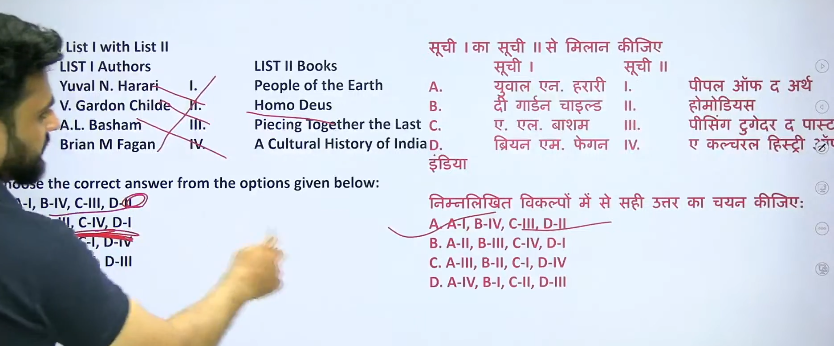 List I with List II
LIST I Authors LIST II Books
Yuval N. Harari I. People of the Earth
V. Gardon Childe II. Homo Deus
A.L. Basham III. Piecing Together the Last
Brian M Fagan IV. A Cultural History of India
the correct answer from the options given below:
A-I, B-IV, C-III, D-II
C-IV, D-I
C-I, D-IV
D-III
सूची I का सूची II से मिलान कीजिए
सूची I सूची II
A. युवाल एन. हरारी I. पीपल ऑफ द अर्थ
B. वी गार्डन चाइल्ड II. होमोडियस
C. ए. एल. बाशम III. पीसिंग टुगेदर द पास्ट
D. ब्रियन एम. फेगन IV. ए कल्चरल हिस्ट्री ऑफ
इंडिया
निम्नलिखित विकल्पों में से सही उत्तर का चयन कीजिए:
A. A-I, B-IV, C-III, D-II
B. A-II, B-III, C-IV, D-I
C. A-III, B-II, C-I, D-IV
D. A-IV, B-I, C-II, D-III